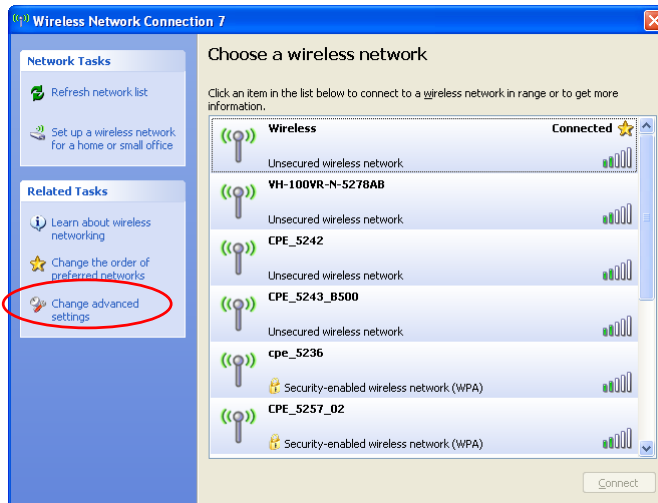 Wireless Network Connection 7
Network Tasks
Refresh network list
Set up a wireless network
for a home or small office
Related Tasks
Learn about wireless
networking
Change the order of
preferred networks
Change advanced
settings
Choose a wireless network
Click an item in the list below to connect to a wireless network in range or to get more
information.
Wireless
Connected
Unsecured wireless network
VH-100VR-N-5278AB
Unsecured wireless network
CPE_5242
Unsecured wireless network
CPE_5243_B500
Unsecured wireless network
cpe_5236
Security-enabled wireless network (WPA)
CPE_5257_02
Security-enabled wireless network (WPA)
Connect